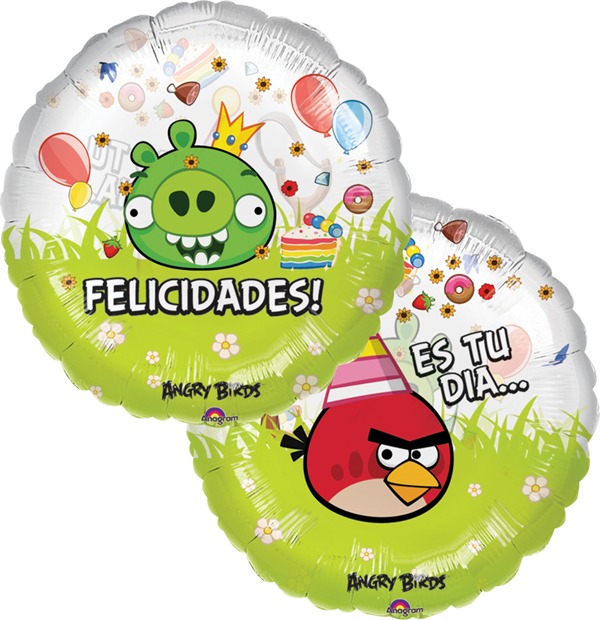 FELICIDADES!
ANGRY BIRDS
Anagram
ES TU
DIA...
ANGRY BIRDS
Anagram